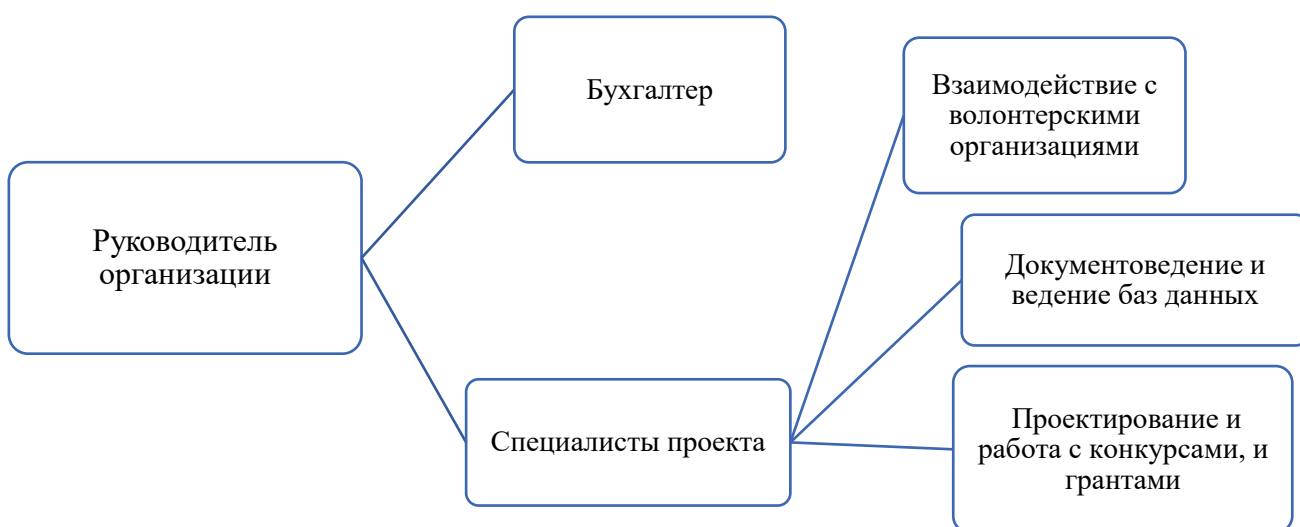 Руководитель
организации
Бухгалтер
Специалисты проекта
Взаимодействие с
волонтерскими
организациями
Документоведение и
ведение баз данных
Проектирование и
работа с конкурсами, и
грантами